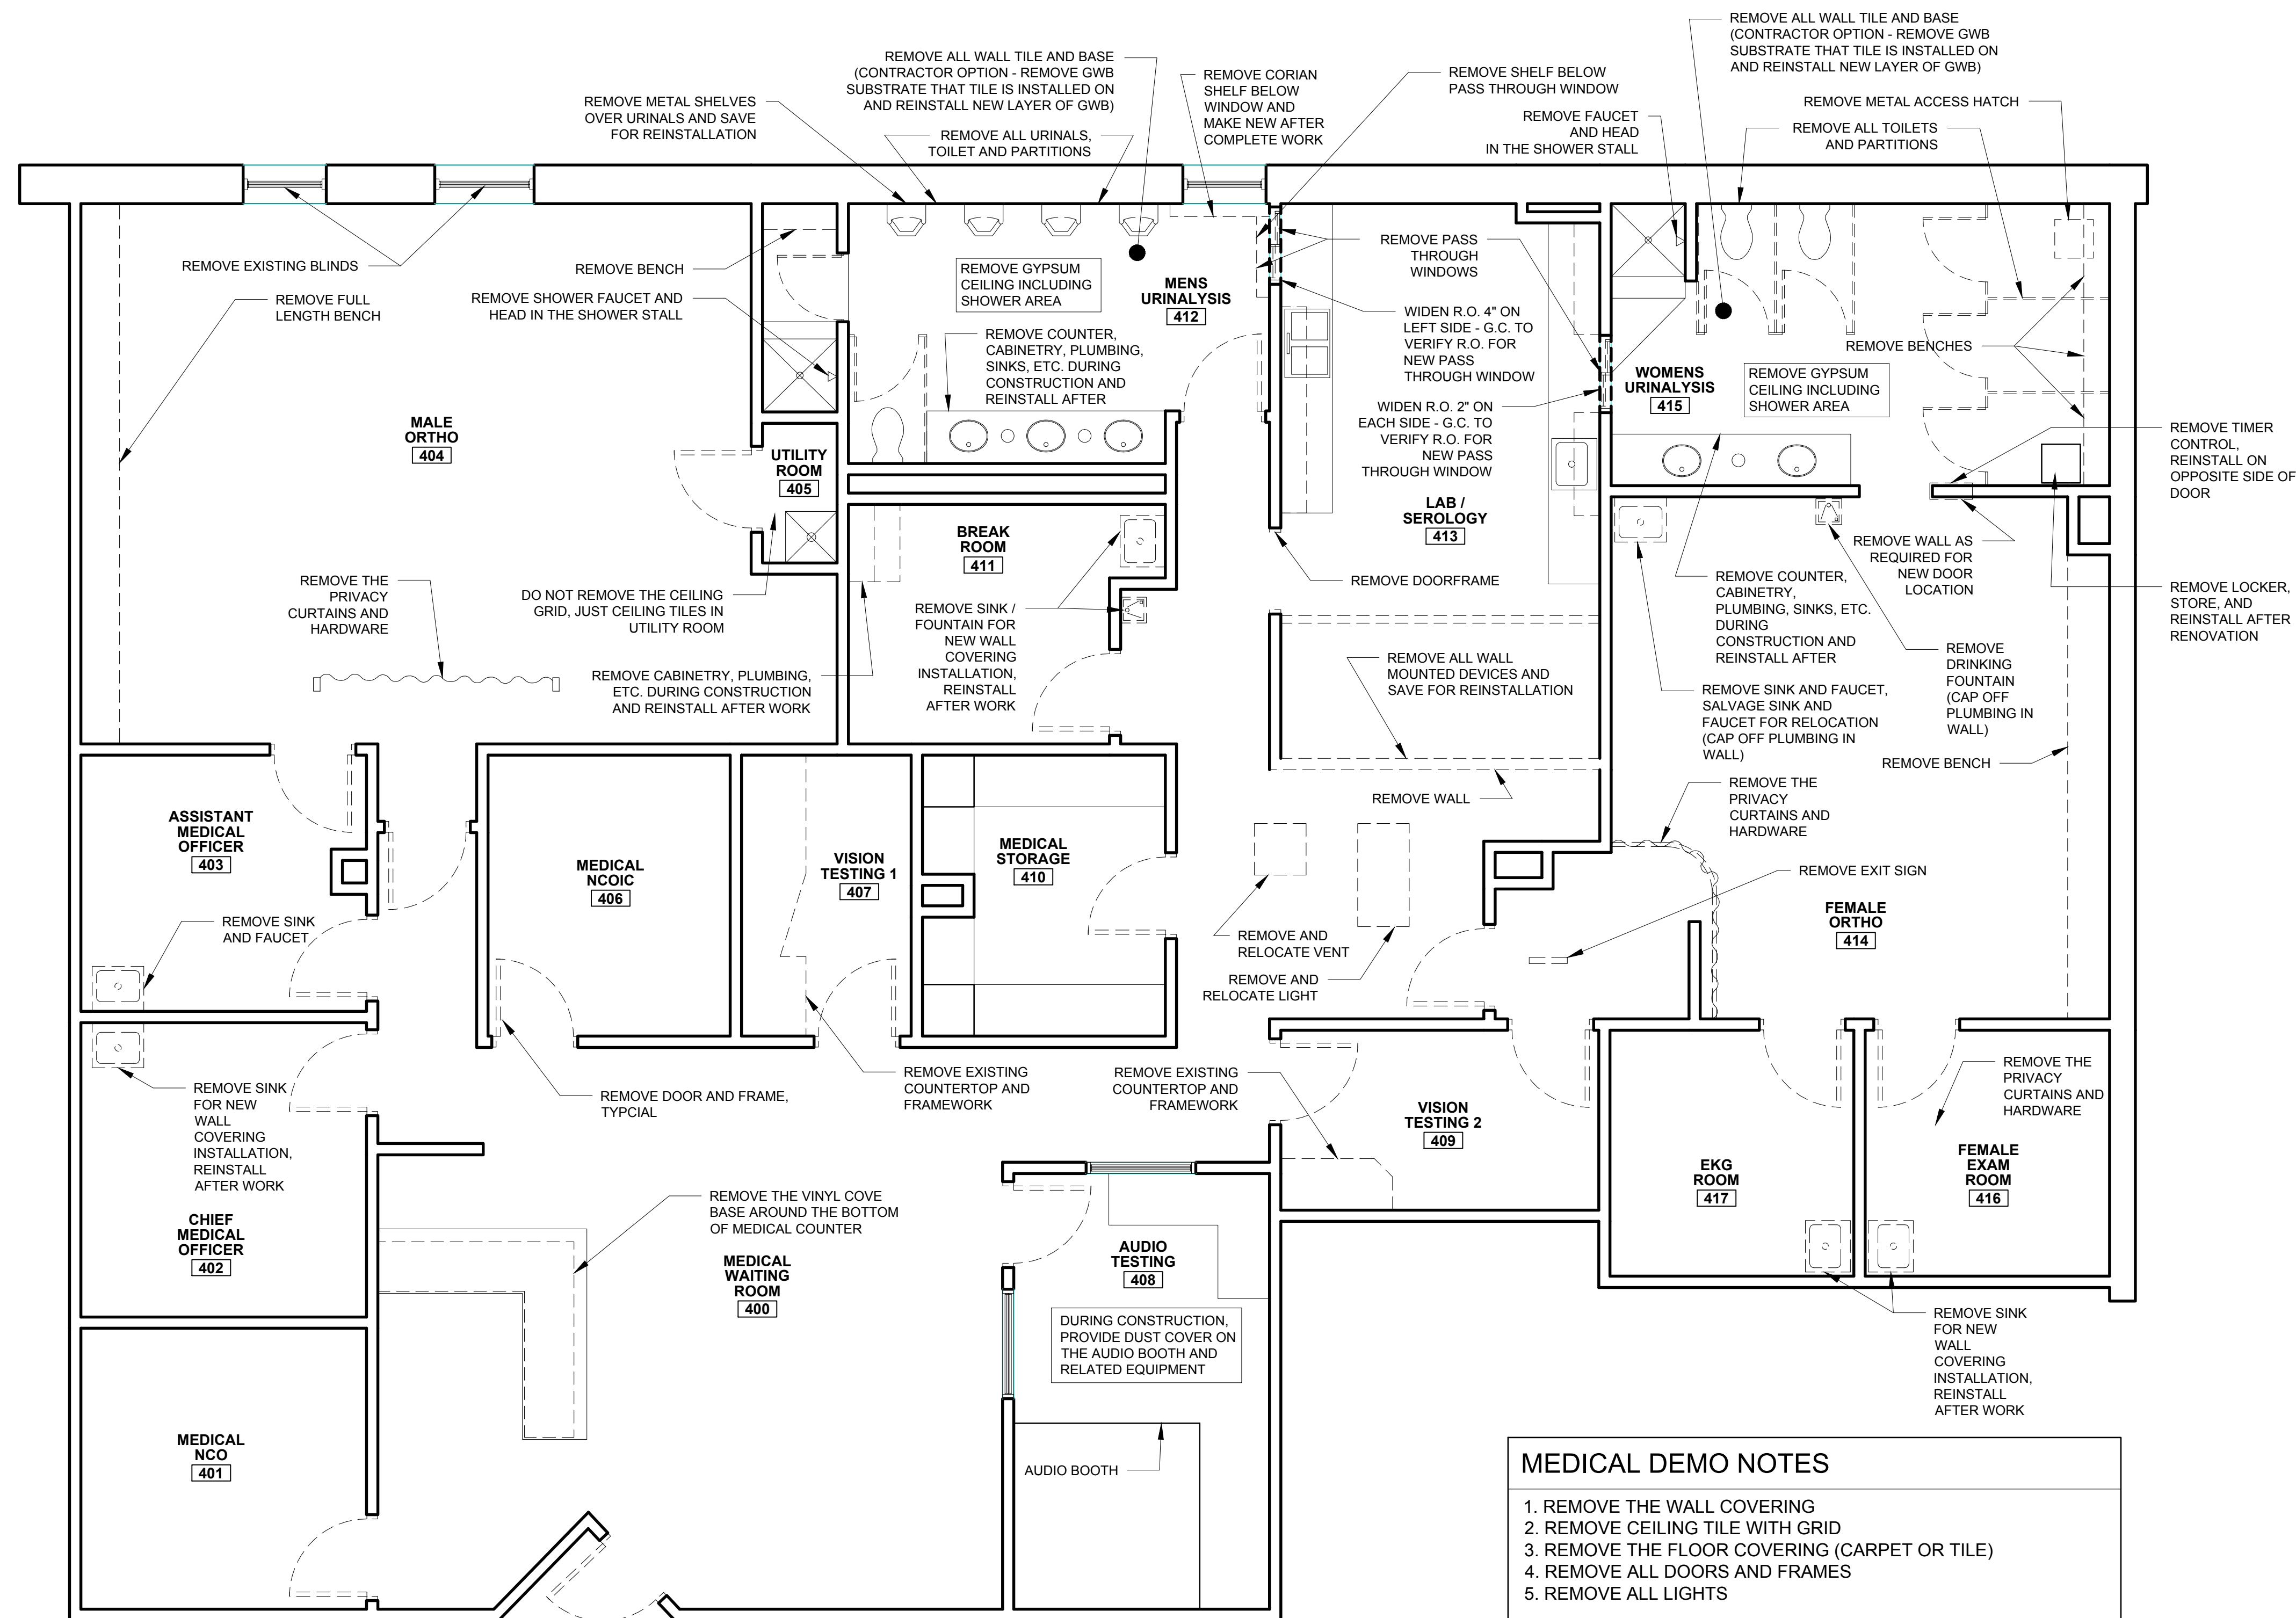 REMOVE ALL WALL TILE AND BASE
(CONTRACTOR OPTION - REMOVE GWB
SUBSTRATE THAT TILE IS INSTALLED ON
AND REINSTALL NEW LAYER OF GWB)
REMOVE METAL SHELVES
OVER URINALS AND SAVE
FOR REINSTALLATION
REMOVE ALL URINALS,
TOILET AND PARTITIONS
REMOVE CORIAN
SHELF BELOW
WINDOW AND
MAKE NEW AFTER
COMPLETE WORK
REMOVE SHELF BELOW
PASS THROUGH WINDOW
REMOVE FAUCET
AND HEAD
IN THE SHOWER STALL
REMOVE ALL WALL TILE AND BASE
(CONTRACTOR OPTION - REMOVE GWB
SUBSTRATE THAT TILE IS INSTALLED ON
AND REINSTALL NEW LAYER OF GWB)
REMOVE METAL ACCESS HATCH
REMOVE ALL TOILETS
AND PARTITIONS
REMOVE EXISTING BLINDS
REMOVE FULL
LENGTH BENCH
REMOVE BENCH
REMOVE SHOWER FAUCET AND
HEAD IN THE SHOWER STALL
REMOVE GYPSUM
CEILING INCLUDING
SHOWER AREA
MENS
URINALYSIS
412
REMOVE COUNTER,
CABINETRY, PLUMBING,
SINKS, ETC. DURING
CONSTRUCTION AND
REINSTALL AFTER
REMOVE PASS
THROUGH
WINDOWS
WIDEN R.O. 4" ON
LEFT SIDE - G.C. TO
VERIFY R.O. FOR
NEW PASS
THROUGH WINDOW
WIDEN R.O. 2" ON
EACH SIDE - G.C. TO
VERIFY R.O. FOR
NEW PASS
THROUGH WINDOW
WOMENS
URINALYSIS
415
REMOVE GYPSUM
CEILING INCLUDING
SHOWER AREA
REMOVE BENCHES
REMOVE TIMER
CONTROL,
REINSTALL ON
OPPOSITE SIDE OF
DOOR
MALE
ORTHO
404
UTILITY
ROOM
405
LAB /
SEROLOGY
413
BREAK
ROOM
411
REMOVE THE
PRIVACY
CURTAINS AND
HARDWARE
DO NOT REMOVE THE CEILING
GRID, JUST CEILING TILES IN
UTILITY ROOM
REMOVE SINK /
FOUNTAIN FOR
NEW WALL
COVERING
INSTALLATION,
REINSTALL
AFTER WORK
REMOVE CABINETRY, PLUMBING,
ETC. DURING CONSTRUCTION
AND REINSTALL AFTER WORK
REMOVE DOORFRAME
REMOVE ALL WALL
MOUNTED DEVICES AND
SAVE FOR REINSTALLATION
REMOVE COUNTER,
CABINETRY,
PLUMBING, SINKS, ETC.
DURING
CONSTRUCTION AND
REINSTALL AFTER
REMOVE WALL AS
REQUIRED FOR
NEW DOOR
LOCATION
REMOVE LOCKER,
STORE, AND
REINSTALL AFTER
RENOVATION
REMOVE
DRINKING
FOUNTAIN
(CAP OFF
PLUMBING IN
WALL)
REMOVE SINK AND FAUCET,
SALVAGE SINK AND
FAUCET FOR RELOCATION
(CAP OFF PLUMBING IN
WALL)
REMOVE BENCH
REMOVE WALL
REMOVE THE
PRIVACY
CURTAINS AND
HARDWARE
REMOVE EXIT SIGN
ASSISTANT
MEDICAL
OFFICER
403
MEDICAL
NCOIC
406
VISION
TESTING 1
407
MEDICAL
STORAGE
410
FEMALE
ORTHO
414
REMOVE SINK
AND FAUCET
REMOVE AND
RELOCATE VENT
REMOVE AND
RELOCATE LIGHT
REMOVE SINK
FOR NEW
WALL
COVERING
INSTALLATION,
REINSTALL
AFTER WORK
REMOVE DOOR AND FRAME,
TYPCIAL
REMOVE EXISTING
COUNTERTOP AND
FRAMEWORK
REMOVE EXISTING
COUNTERTOP AND
FRAMEWORK
VISION
TESTING 2
409
REMOVE THE
PRIVACY
CURTAINS AND
HARDWARE
EKG
ROOM
417
FEMALE
EXAM
ROOM
416
CHIEF
MEDICAL
OFFICER
402
REMOVE THE VINYL COVE
BASE AROUND THE BOTTOM
OF MEDICAL COUNTER
MEDICAL
WAITING
ROOM
400
AUDIO
TESTING
408
DURING CONSTRUCTION,
PROVIDE DUST COVER ON
THE AUDIO BOOTH AND
RELATED EQUIPMENT
REMOVE SINK
FOR NEW
WALL
COVERING
INSTALLATION,
REINSTALL
AFTER WORK
MEDICAL
NCO
401
AUDIO BOOTH
MEDICAL DEMO NOTES
1. REMOVE THE WALL COVERING
2. REMOVE CEILING TILE WITH GRID
3. REMOVE THE FLOOR COVERING (CARPET OR TILE)
4. REMOVE ALL DOORS AND FRAMES
5. REMOVE ALL LIGHTS